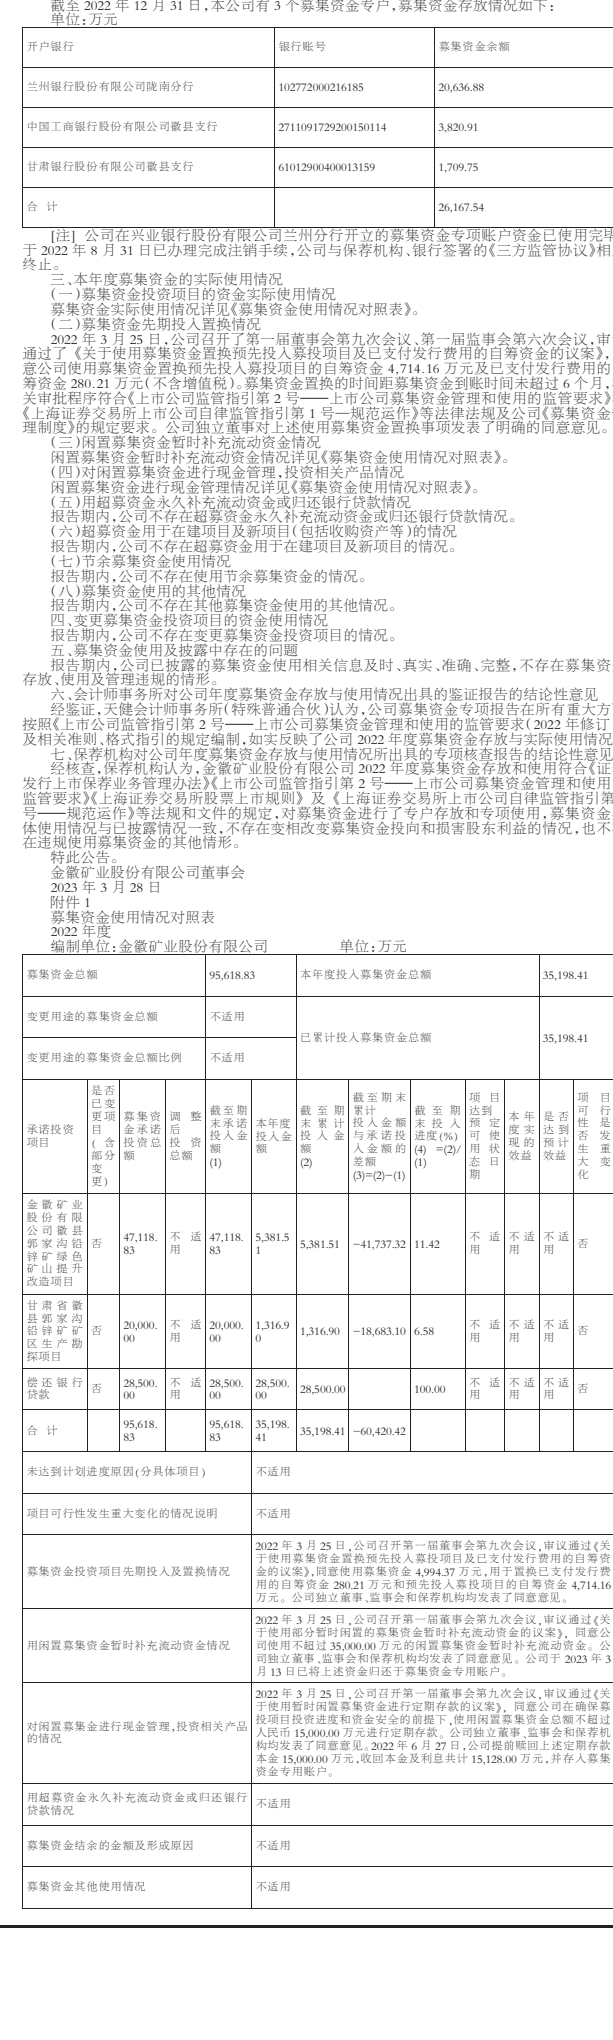 截至 2022 年 12 月 31 日,本公司有 3 个募集资金专户,募集资金存放情况如下:
单位:万元
开户银行 银行账号 募集资金余额
兰州银行股份有限公司陇南分行 102772000216185 20,636.88
中国工商银行股份有限公司徽县支行 2711091729200150114 3,820.91
甘肃银行股份有限公司徽县支行 61012900400013159 1,709.75
合 计 26,167.54
[注] 公司在兴业银行股份有限公司兰州分行开立的募集资金专项账户资金已使用完毕
于 2022 年 8 月 31 日已办理完成注销手续,公司与保荐机构、银行签署的《三方监管协议》相
终止。
三、本年度募集资金的实际使用情况
(一)募集资金投资项目的资金实际使用情况
募集资金实际使用情况详见《募集资金使用情况对照表》。
(二)募集资金先期投入置换情况
2022 年 3 月 25 日,公司召开了第一届董事会第九次会议、第一届监事会第六次会议,审
通过了《关于使用募集资金置换预先投入募投项目及已支付发行费用的自筹资金的议案》,
意公司使用募集资金置换预先投入募投项目的自筹资金 4,714.16 万元及已支付发行费用的
筹资金 280.21 万元(不含增值税)。募集资金置换的时间距募集资金到账时间未超过 6 个月,
关审批程序符合《上市公司监管指引第 2 号——上市公司募集资金管理和使用的监管要求》
《上海证券交易所上市公司自律监管指引第 1 号—规范运作》等法律法规及公司《募集资金
理制度》的规定要求。公司独立董事对上述使用募集资金置换事项发表了明确的同意意见。
(三)闲置募集资金暂时补充流动资金情况
闲置募集资金暂时补充流动资金情况详见《募集资金使用情况对照表》。
(四)对闲置募集资金进行现金管理,投资相关产品情况
闲置募集资金进行现金管理情况详见《募集资金使用情况对照表》。
(五)用超募资金永久补充流动资金或归还银行贷款情况
报告期内,公司不存在超募资金永久补充流动资金或归还银行贷款情况。
(六)超募资金用于在建项目及新项目(包括收购资产等)的情况
报告期内,公司不存在超募资金用于在建项目及新项目的情况。
(七)节余募集资金使用情况
报告期内,公司不存在使用节余募集资金的情况。
(八)募集资金使用的其他情况
报告期内,公司不存在其他募集资金使用的其他情况。
四、变更募集资金投资项目的资金使用情况
报告期内,公司不存在变更募集资金投资项目的情况。
五、募集资金使用及披露中存在的问题
报告期内,公司已披露的募集资金使用相关信息及时、真实、准确、完整,不存在募集资
存放、使用及管理违规的情形。
六、会计师事务所对公司年度募集资金存放与使用情况出具的鉴证报告的结论性意见
经鉴证,天健会计师事务所(特殊普通合伙)认为,公司募集资金专项报告在所有重大方
按照《上市公司监管指引第 2 号——上市公司募集资金管理和使用的监管要求(2022 年修订
及相关准则、格式指引的规定编制,如实反映了公司 2022 年度募集资金存放与实际使用情况
七、保荐机构对公司年度募集资金存放与使用情况所出具的专项核查报告的结论性意见
经核查,保荐机构认为,金徽矿业股份有限公司 2022 年度募集资金存放和使用符合《证
发行上市保荐业务管理办法》《上市公司监管指引第 2 号——上市公司募集资金管理和使用
监管要求》《上海证券交易所股票上市规则》及《上海证券交易所上市公司自律监管指引第
号——规范运作》等法规和文件的规定,对募集资金进行了专户存放和专项使用,募集资金
体使用情况与已披露情况一致,不存在变相改变募集资金投向和损害股东利益的情况,也不
在违规使用募集资金的其他情形。
特此公告。
金徽矿业股份有限公司董事会
2023 年 3 月 28 日
附件 1
募集资金使用情况对照表
2022 年度
编制单位:金徽矿业股份有限公司 单位:万元
募集资金总额 95,618.83 本年度投入募集资金总额 35,198.41
变更用途的募集资金总额 不适用
已累计投入募集资金总额 35,198.41
变更用途的募集资金总额比例 不适用
承诺投资项目 是否已变更项目(含部分变更) 募集资金承诺投资总额 调整后投资总额 截至期末承诺投入金额(1) 本年度投入金额 截至期末累计投入金额(2) 截至期末累计投入金额与承诺投入金额的差额(3)=(2)-(1) 截至期末投入进度(%)(4)=(2)/(1) 项目达到预定可使用状态日期 本年度实现的效益 是否达到预计效益 项目可行性是否发生重大变化
金徽矿业股份有限公司徽县郭家沟铅锌矿绿色矿山提升改造项目 否 47,118.83 不适用 47,118.83 5,381.51 5,381.51 -41,737.32 11.42 不适用 不适用 不适用 否
甘肃省徽县郭家沟铅锌矿矿区生产勘探项目 否 20,000.00 不适用 20,000.00 1,316.90 1,316.90 -18,683.10 6.58 不适用 不适用 不适用 否
偿还银行贷款 否 28,500.00 不适用 28,500.00 28,500.00 28,500.00 100.00 不适用 不适用 不适用 否
合 计 95,618.83 95,618.83 35,198.41 35,198.41 -60,420.42
未达到计划进度原因(分具体项目) 不适用
项目可行性发生重大变化的情况说明 不适用
募集资金投资项目先期投入及置换情况
2022 年 3 月 25 日,公司召开第一届董事会第九次会议,审议通过《关
于使用募集资金置换预先投入募投项目及已支付发行费用的自筹资
金的议案》,同意使用募集资金 4,994.37 万元,用于置换已支付发行费
用的自筹资金 280.21 万元和预先投入募投项目的自筹资金 4,714.16
万元。公司独立董事、监事会和保荐机构均发表了同意意见。
用闲置募集资金暂时补充流动资金情况
2022 年 3 月 25 日,公司召开第一届董事会第九次会议,审议通过《关
于使用部分暂时闲置的募集资金暂时补充流动资金的议案》, 同意公
司使用不超过 35,000.00 万元的闲置募集资金暂时补充流动资金。公
司独立董事、监事会和保荐机构均发表了同意意见。公司于 2023 年 3
月 13 日已将上述资金归还于募集资金专用账户。
对闲置募集金进行现金管理,投资相关产品
的情况
2022 年 3 月 25 日,公司召开第一届董事会第九次会议,审议通过《关
于使用暂时闲置募集资金进行定期存款的议案》, 同意公司在确保募
投项目投资进度和资金安全的前提下,使用闲置募集资金总额不超过
人民币 15,000.00 万元进行定期存款。公司独立董事、监事会和保荐机
构均发表了同意意见。2022 年 6 月 27 日,公司提前赎回上述定期存款
本金 15,000.00 万元,收回本金及利息共计 15,128.00 万元,并存入募集
资金专用账户。
用超募资金永久补充流动资金或归还银行
贷款情况 不适用
募集资金结余的金额及形成原因 不适用
募集资金其他使用情况 不适用